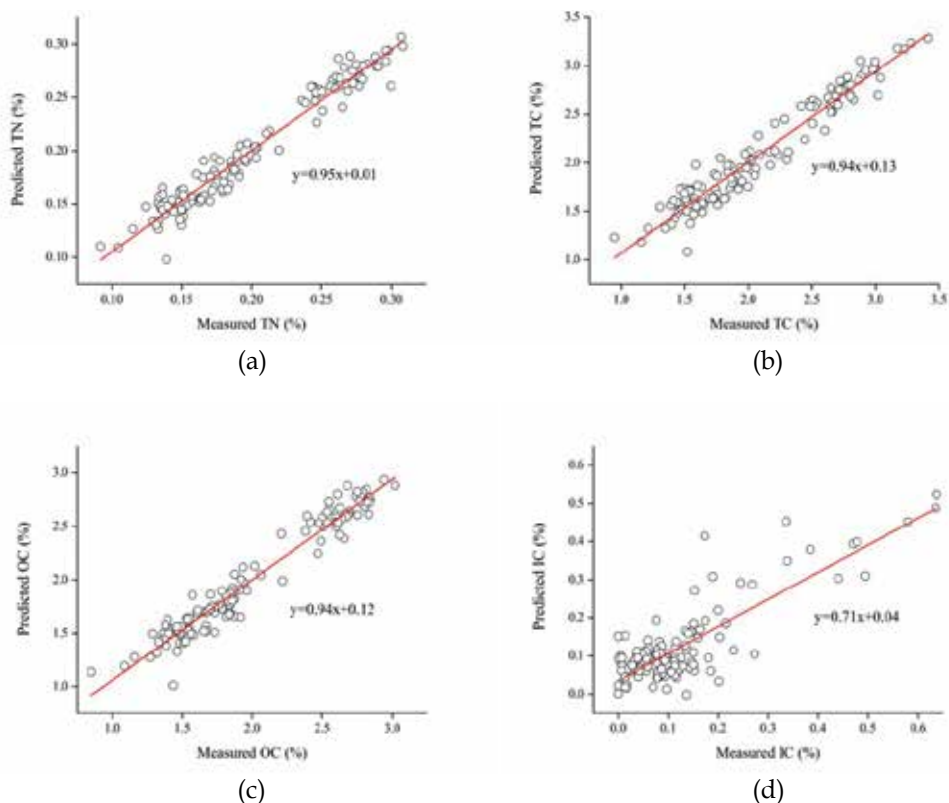 0.30
0.25
0.20
0.15
0.10
Predicted TN (%)
y=0.95x+0.01
0.10 0.15 0.20 0.25 0.30
Measured TN (%)
(a)
3.5
3.0
2.5
2.0
1.5
1.0
Predicted TC (%)
y=0.94x+0.13
1.0 1.5 2.0 2.5 3.0 3.5
Measured TC (%)
(b)
3.0
2.5
2.0
1.5
1.0
Predicted OC (%)
y=0.94x+0.12
1.0 1.5 2.0 2.5 3.0
Measured OC (%)
(c)
0.6
0.5
0.4
0.3
0.2
0.1
0.0
Predicted IC (%)
y=0.71x+0.04
0.0 0.1 0.2 0.3 0.4 0.5 0.6
Measured IC (%)
(d)